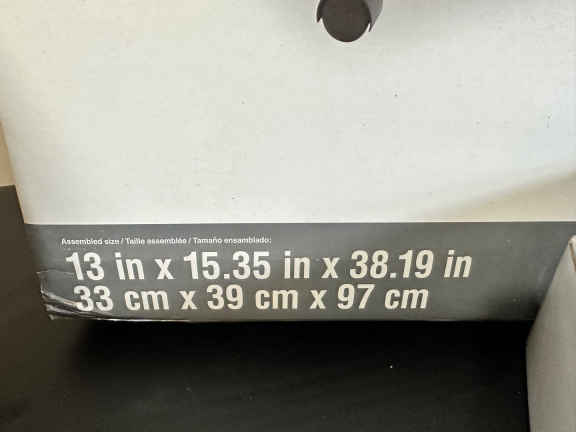 Assembled size / Taille assemblée / Tamaño ensamblado:
13 in x 15.35 in x 38.19 in
33 cm x 39 cm x 97 cm